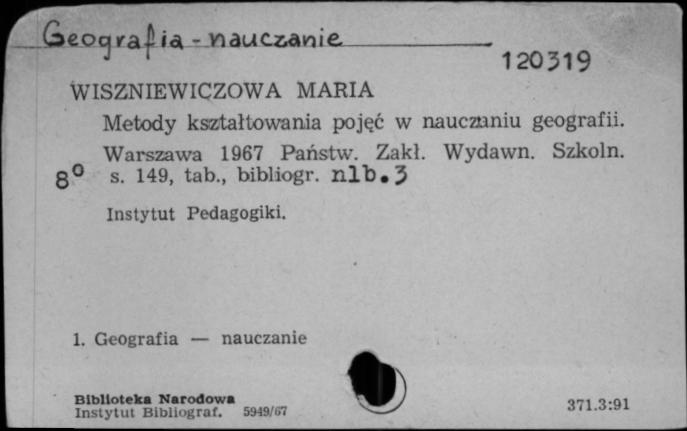 Geografia - nauczanie
120319
WISZNIEWICZOWA MARIA
Metody kształtowania pojęć w nauczaniu geografii.
Warszawa 1967 Państw. Zakł. Wydawn. Szkoln.
8° s. 149, tab., bibliogr. nlb. 3
Instytut Pedagogiki.
1. Geografia — nauczanie
Biblioteka Narodowa
Instytut Bibliograf. 5949/67
371.3:91